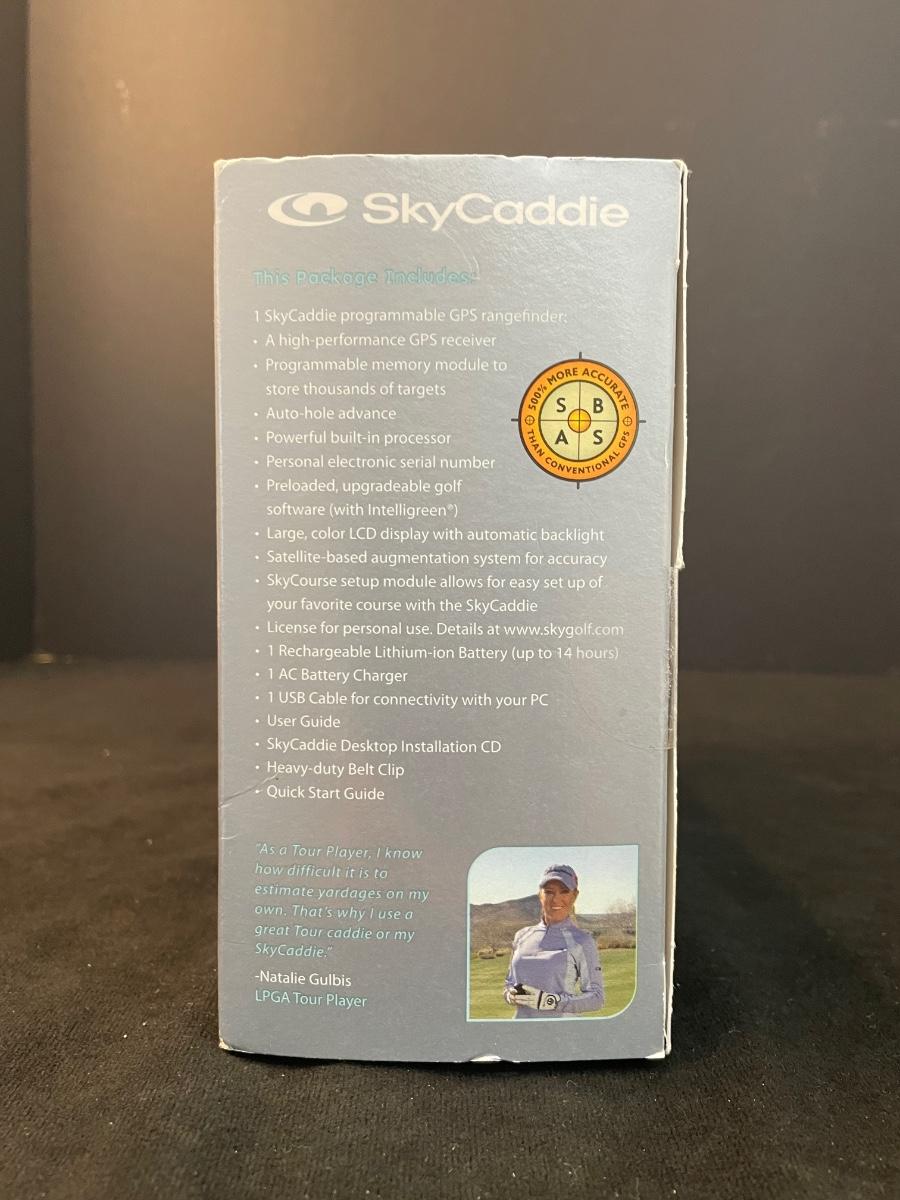 SkyCaddie
This Package Includes:
1 SkyCaddie programmable GPS rangefinder:
• A high-performance GPS receiver
• Programmable memory module to
store thousands of targets
• Auto-hole advance
• Powerful built-in processor
• Personal electronic serial number
• Preloaded, upgradeable golf
software (with Intelligreen®)
500% MORE ACCURATE
S B
A S
THAN CONVENTIONAL GPS
• Large, color LCD display with automatic backlight
• Satellite-based augmentation system for accuracy
• SkyCourse setup module allows for easy set up of
your favorite course with the SkyCaddie
• License for personal use. Details at www.skygolf.com
• 1 Rechargeable Lithium-ion Battery (up to 14 hours)
• 1 AC Battery Charger
• 1 USB Cable for connectivity with your PC
• User Guide
• SkyCaddie Desktop Installation CD
• Heavy-duty Belt Clip
• Quick Start Guide
"As a Tour Player, I know
how difficult it is to
estimate yardages on my
own. That's why I use a
great Tour caddie or my
SkyCaddie."
-Natalie Gulbis
LPGA Tour Player